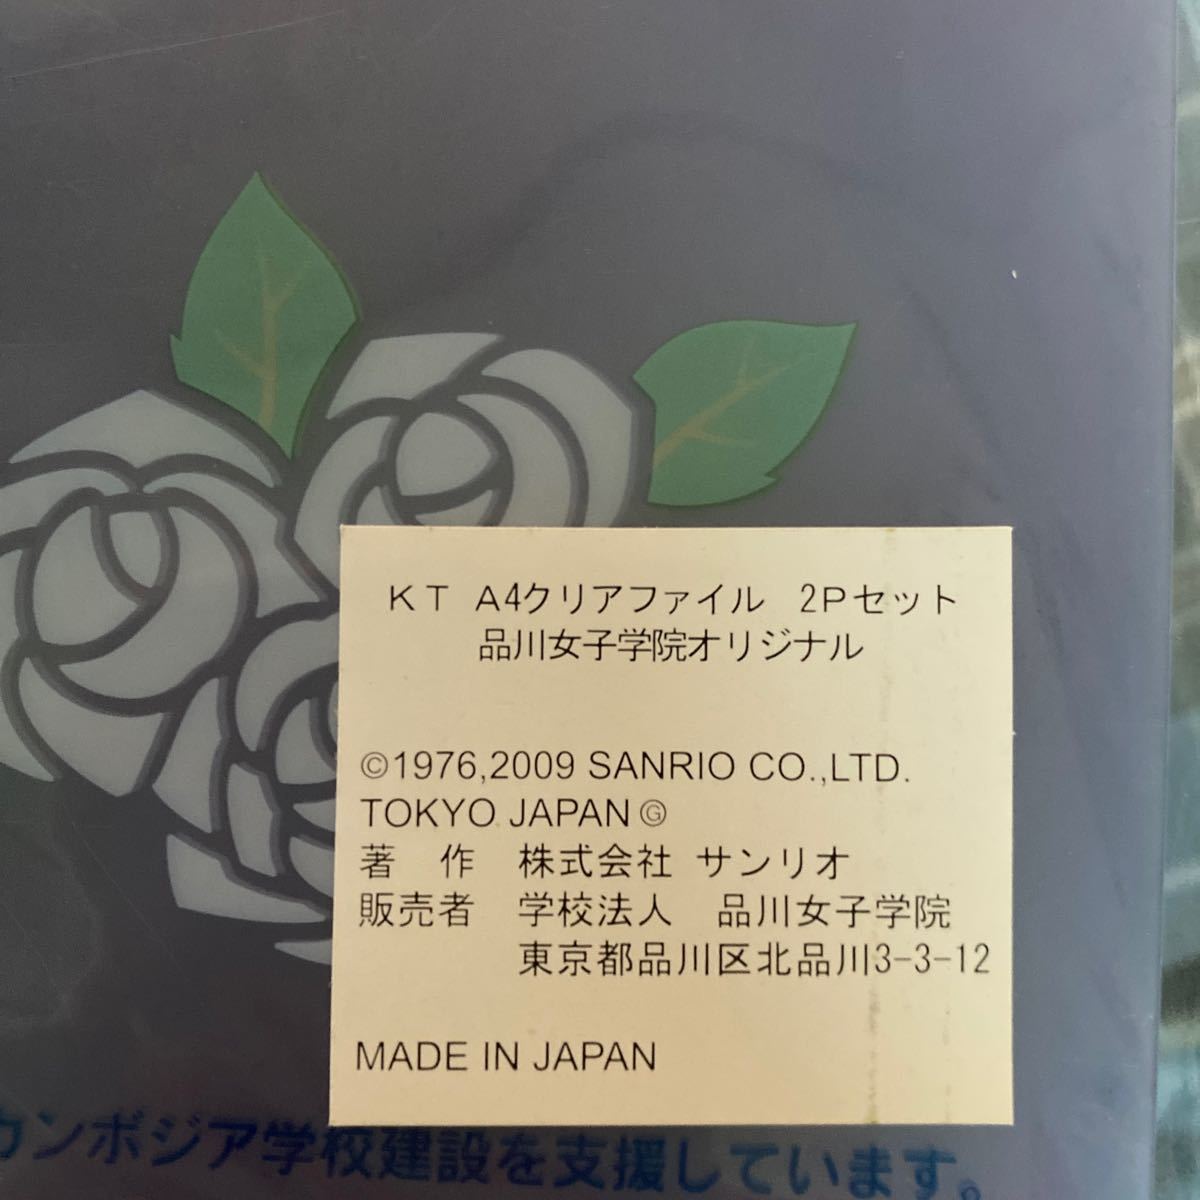 ＫＴ　Ａ4クリアファイル　2Ｐセット
品川女子学院オリジナル
©1976,2009 SANRIO CO.,LTD.
TOKYO, JAPAN Ⓖ
著　作　株式会社 サンリオ
販売者　学校法人　品川女子学院
東京都品川区北品川3-3-12
MADE IN JAPAN
カンボジア学校建設を支援しています。